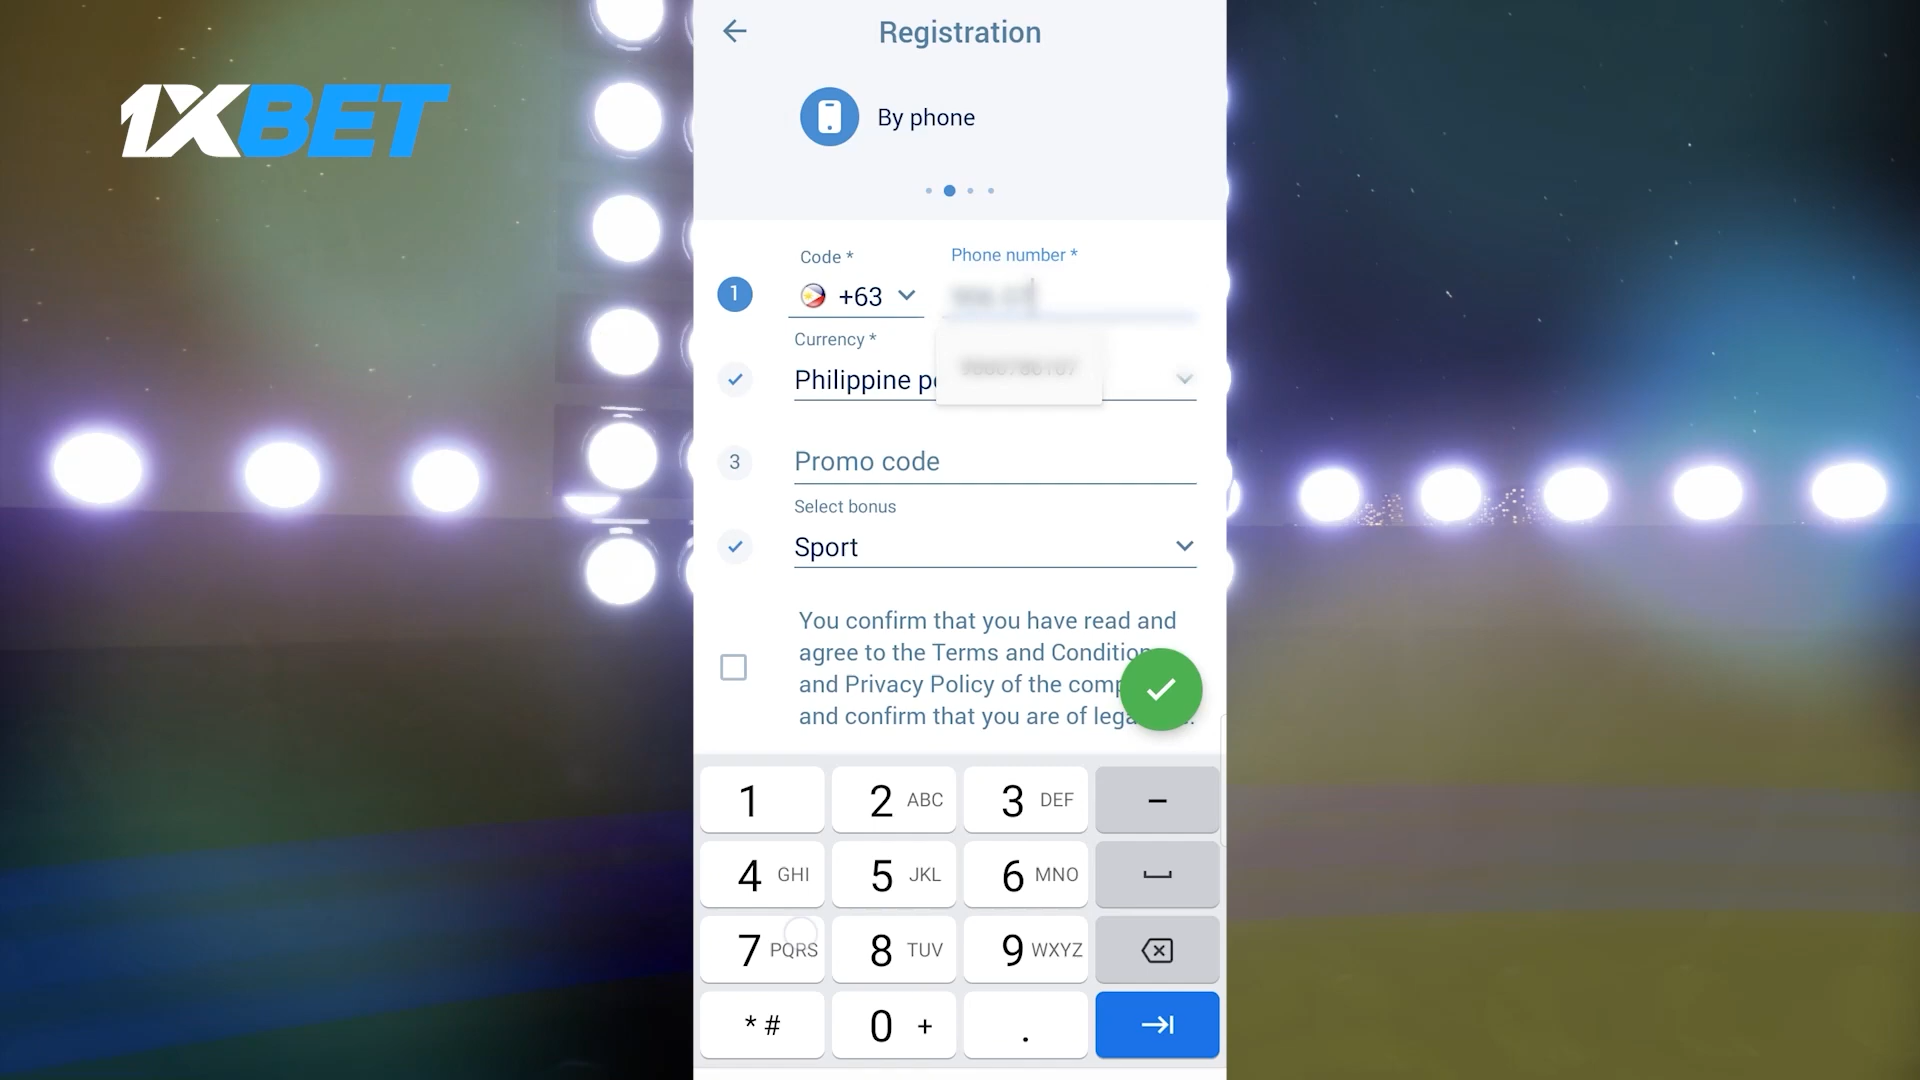 1XBET
Registration
By phone
Code *
Phone number *
1
+63
Currency *
Philippine p
3
Promo code
Select bonus
Sport
You confirm that you have read and
agree to the Terms and Condition
and Privacy Policy of the comp
and confirm that you are of lega
1
2 ABC
3 DEF
-
4 GHI
5 JKL
6 MNO
7 PQRS
8 TUV
9 WXYZ
* #
0 +
.